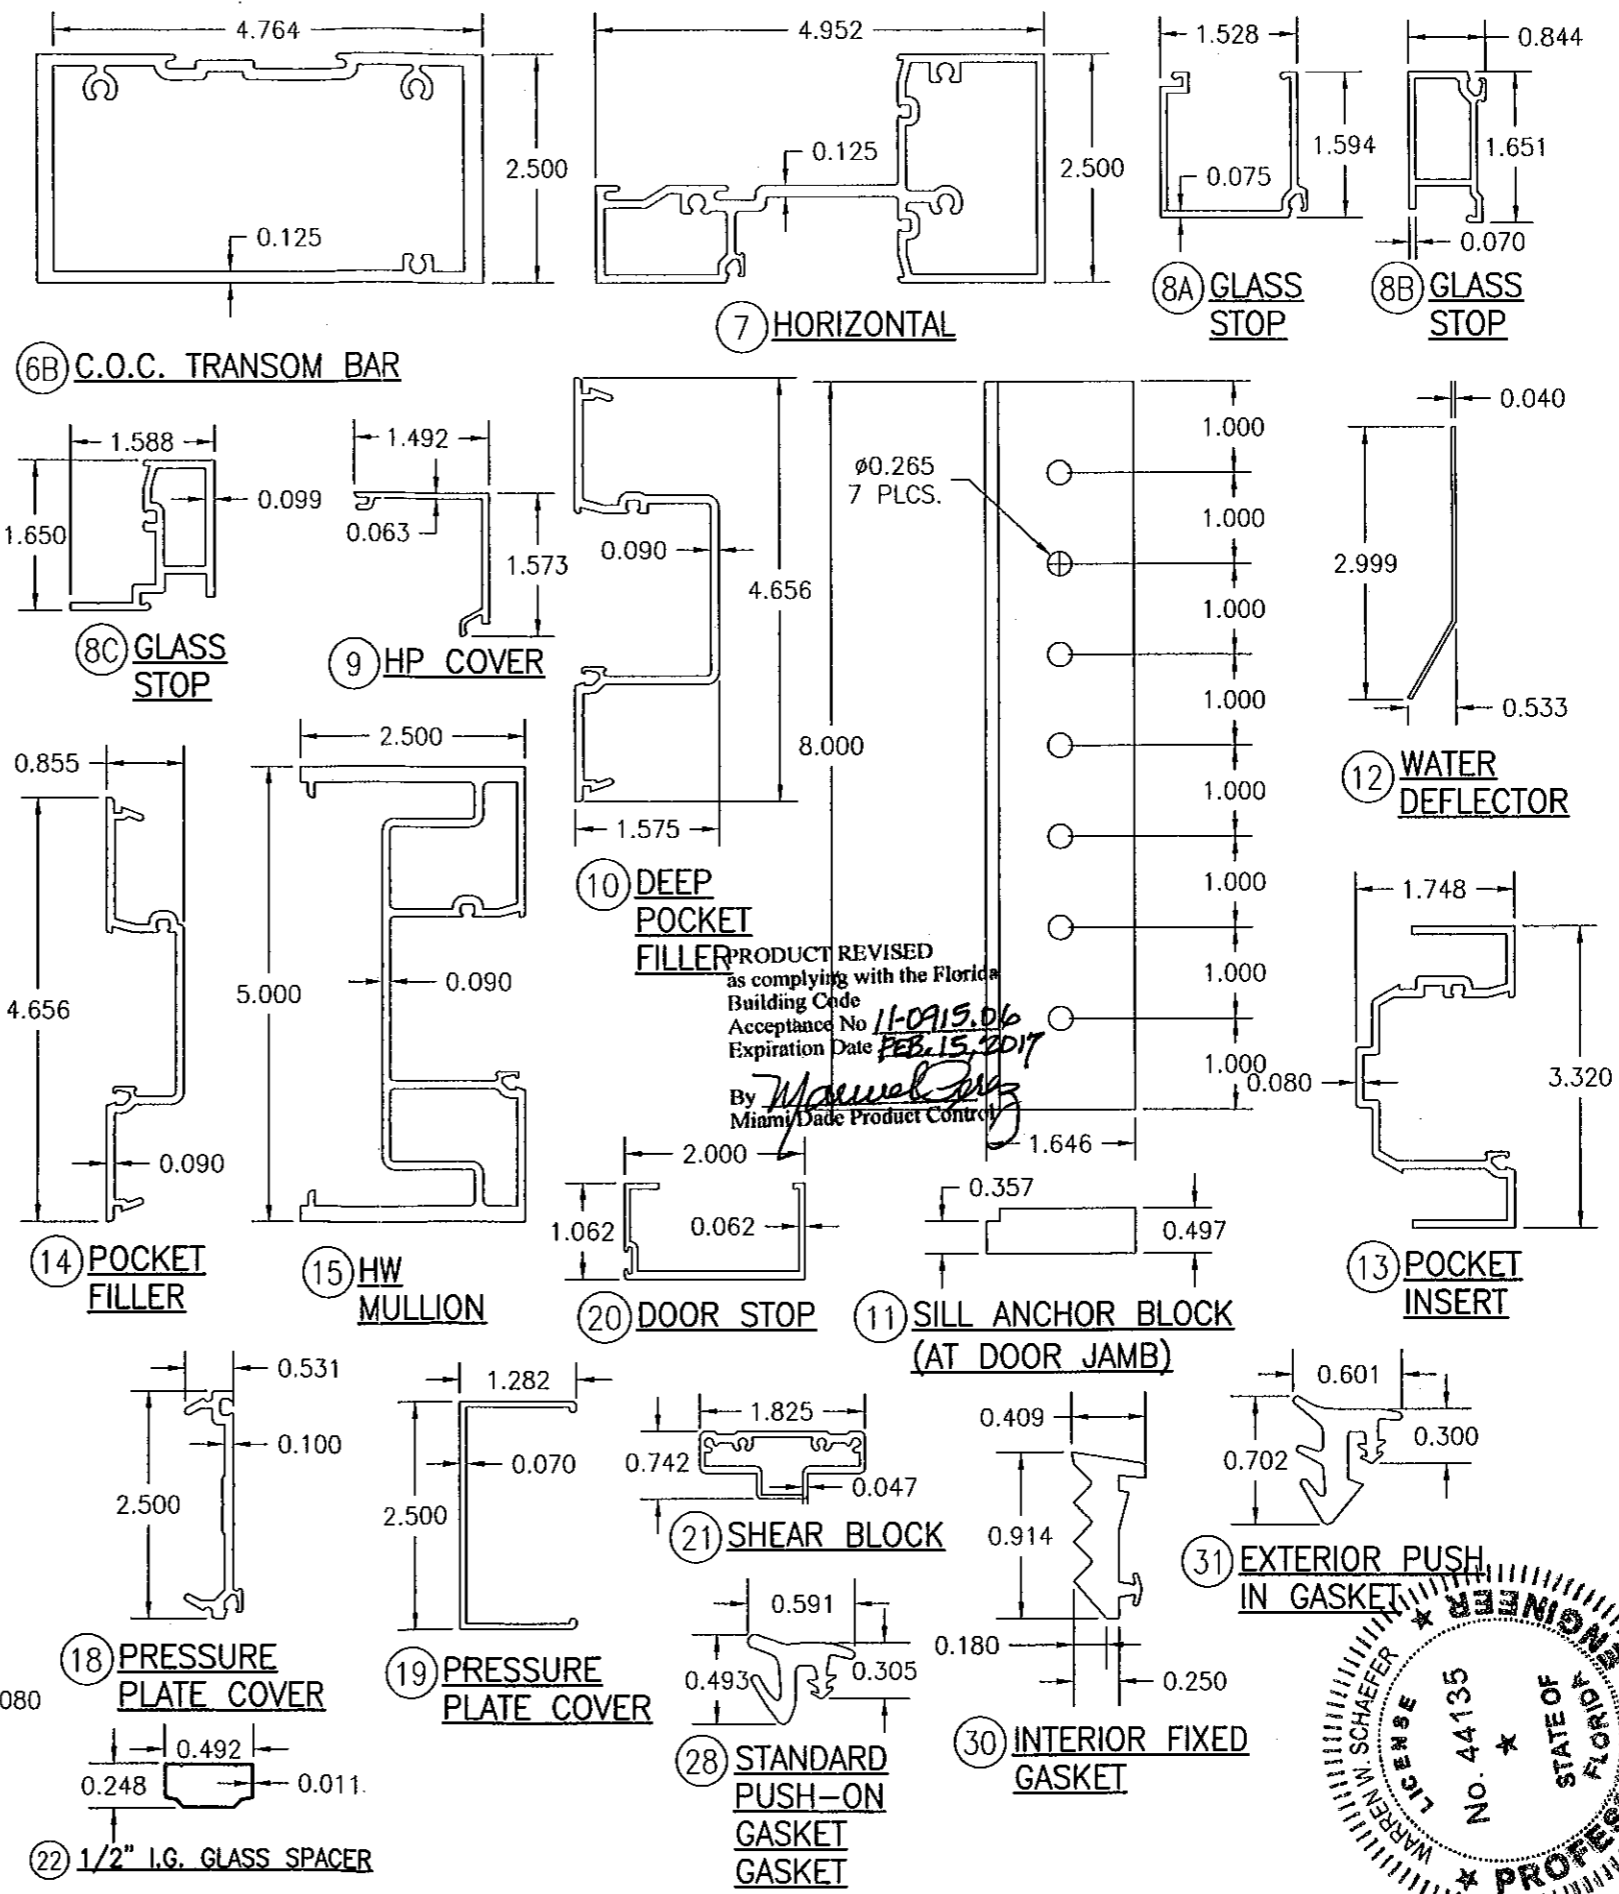 4.764
2.500
0.125
6B C.O.C. TRANSOM BAR
4.952
0.125
2.500
7 HORIZONTAL
1.528
1.594
0.075
8A GLASS
STOP
0.844
1.651
0.070
8B GLASS
STOP
1.588
0.099
1.650
8C GLASS
STOP
1.492
0.063
1.573
9 HP COVER
0.090
4.656
1.575
10 DEEP
POCKET
FILLER
ø0.265
7 PLCS.
8.000
1.000
1.000
1.000
1.000
1.000
1.000
1.000
1.000
1.646
0.357
0.497
11 SILL ANCHOR BLOCK
(AT DOOR JAMB)
0.040
2.999
0.533
12 WATER
DEFLECTOR
0.855
4.656
0.090
14 POCKET
FILLER
2.500
5.000
0.090
15 HW
MULLION
PRODUCT REVISED
as complying with the Florida
Building Code
Acceptance No 11-0915.06
Expiration Date FEB. 15, 2017
By Manuel Perez
Miami Dade Product Control
2.000
1.062
0.062
20 DOOR STOP
1.748
0.080
3.320
13 POCKET
INSERT
0.531
0.100
2.500
18 PRESSURE
PLATE COVER
1.282
0.070
2.500
19 PRESSURE
PLATE COVER
1.825
0.742
0.047
21 SHEAR BLOCK
0.409
0.914
0.180
0.250
30 INTERIOR FIXED
GASKET
0.601
0.702
0.300
31 EXTERIOR PUSH
IN GASKET
080
0.492
0.248
0.011
22 1/2" I.G. GLASS SPACER
0.591
0.493
0.305
28 STANDARD
PUSH-ON
GASKET
GASKET
WARREN W. SCHAEFER
LICENSE
No. 44135
STATE OF
FLORIDA